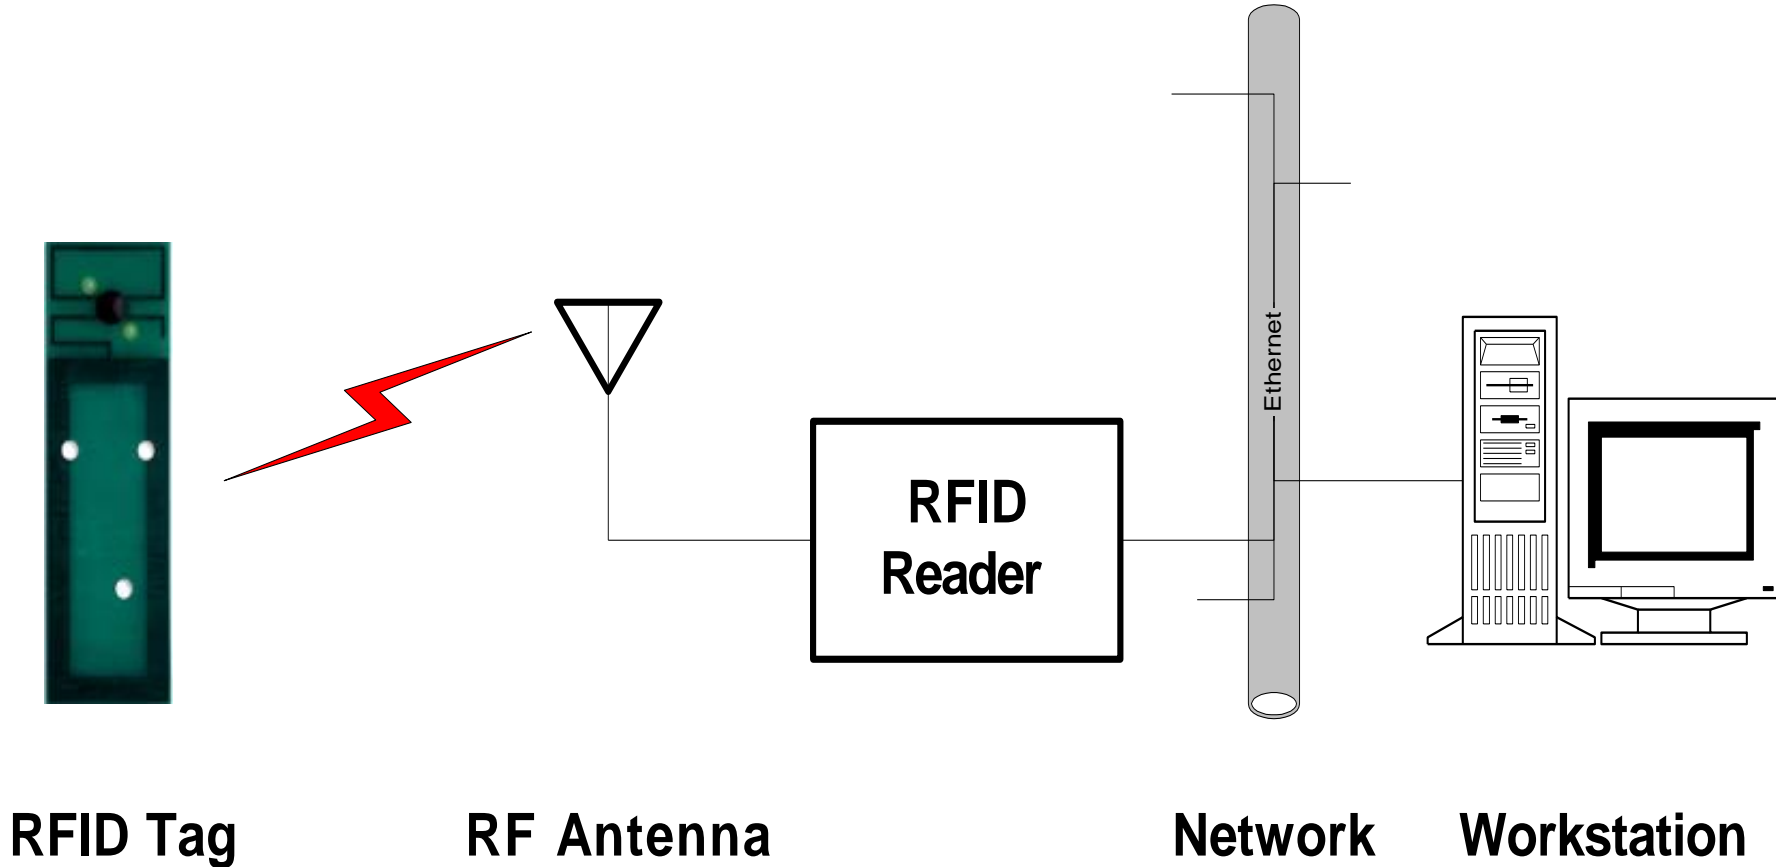 Ethernet
RFID
Reader
RFID Tag
RF Antenna
Network
Workstation